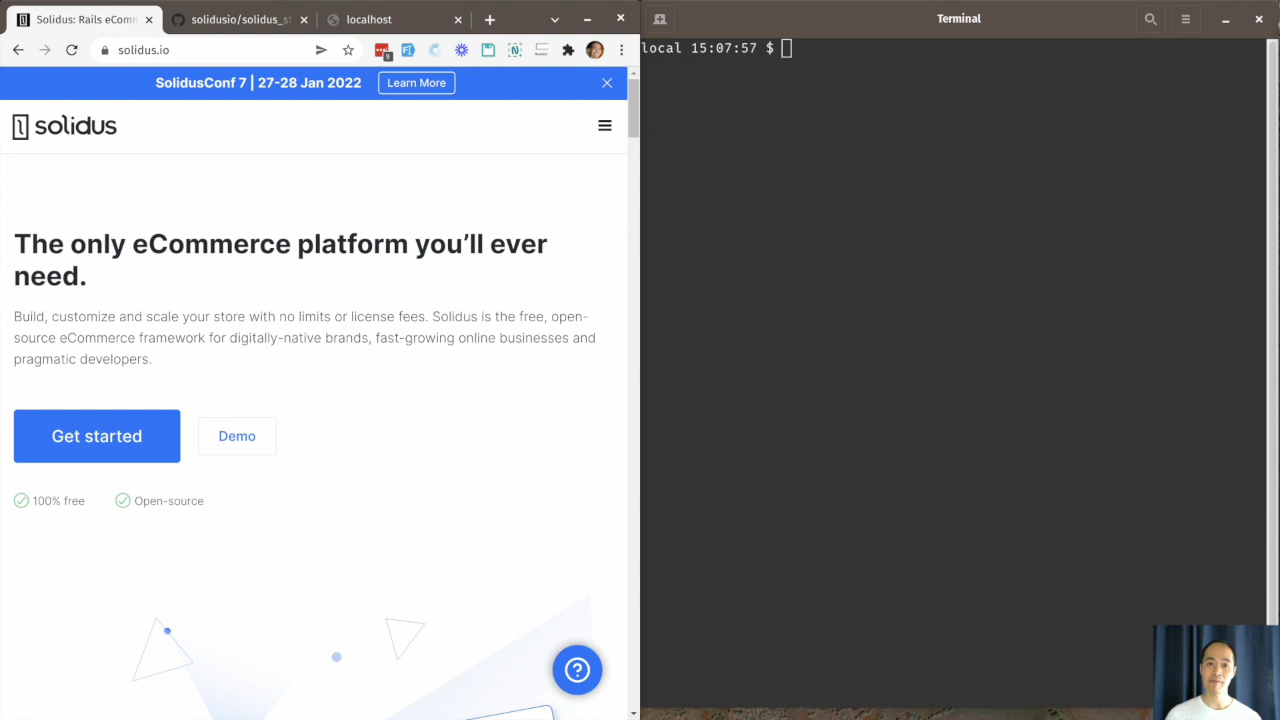 Solidus: Rails eComm
solidusio/solidus_st
localhost
solidus.io
9
SolidusConf 7 | 27-28 Jan 2022
Learn More
solidus
The only eCommerce platform you’ll ever
need.
Build, customize and scale your store with no limits or license fees. Solidus is the free, open-
source eCommerce framework for digitally-native brands, fast-growing online businesses and
pragmatic developers.
Get started
Demo
100% free
Open-source
Terminal
local 15:07:57 $